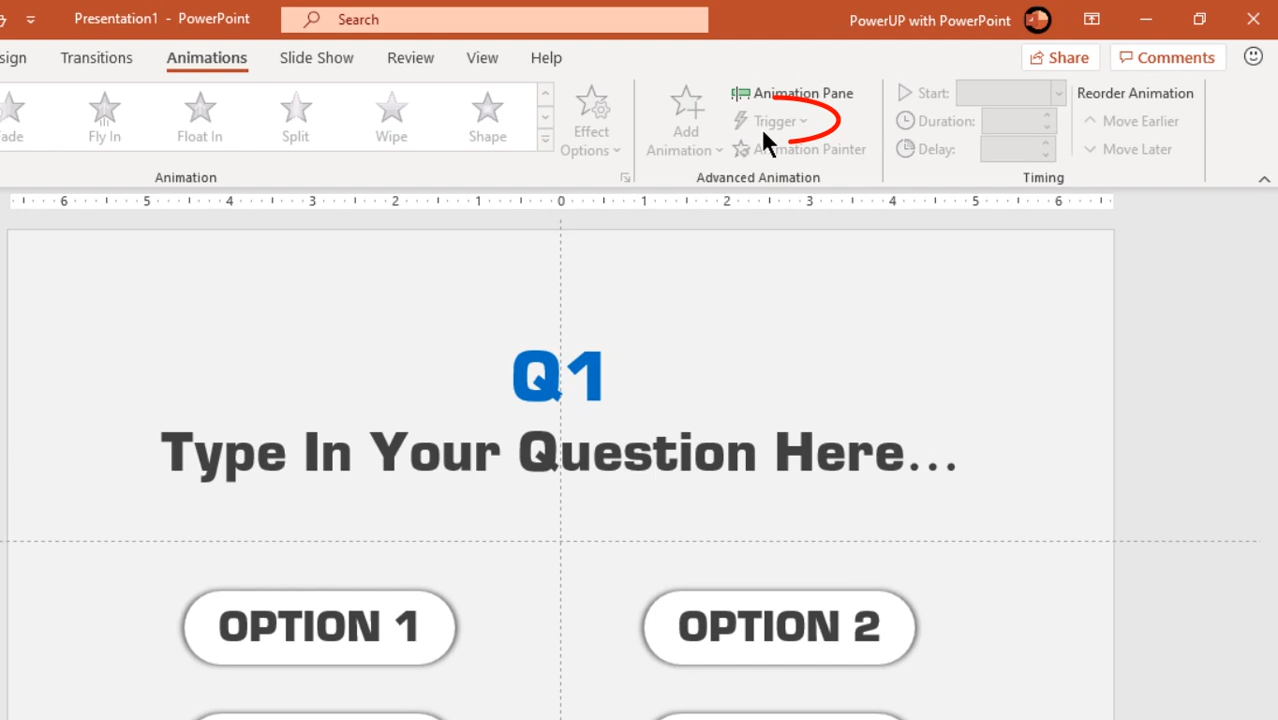 Presentation1 - PowerPoint
Search
PowerUP with PowerPoint
sign
Transitions
Animations
Slide Show
Review
View
Help
Share
Comments
ade
Fly In
Float In
Split
Wipe
Shape
Effect
Options
Add
Animation
Animation Pane
Trigger
Animation Painter
Start:
Duration:
Delay:
Reorder Animation
Move Earlier
Move Later
Animation
Advanced Animation
Timing
6 5 4 3 2 1 0 1 2 3 4 5 6
Q1
Type In Your Question Here...
OPTION 1
OPTION 2